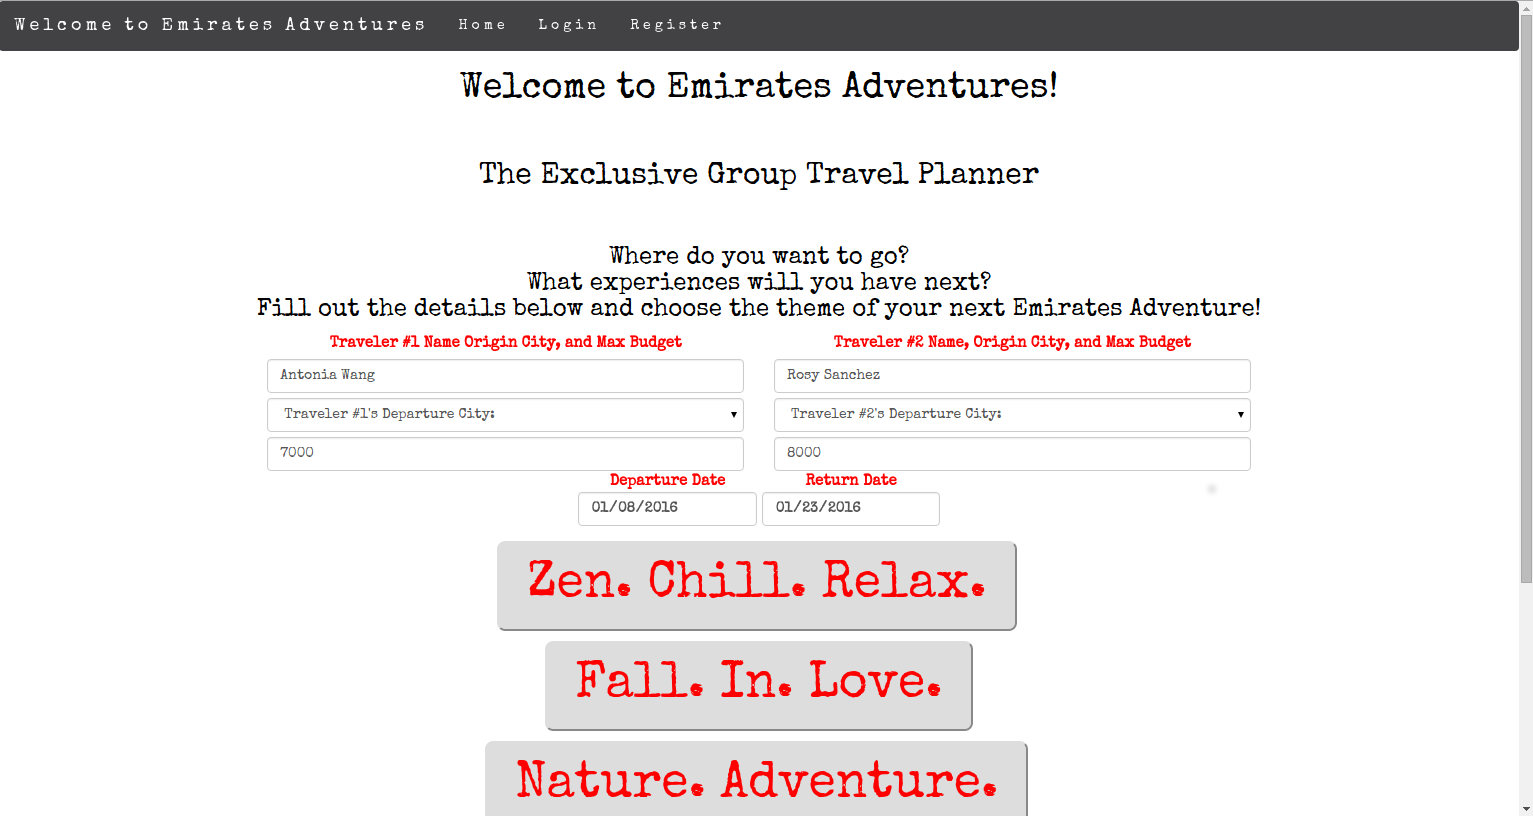 Welcome to Emirates Adventures Home Login Register
Welcome to Emirates Adventures!
The Exclusive Group Travel Planner
Where do you want to go?
What experiences will you have next?
Fill out the details below and choose the theme of your next Emirates Adventure!
Traveler #1 Name Origin City, and Max Budget
Traveler #2 Name, Origin City, and Max Budget
Antonia Wang
Rosy Sanchez
Traveler #1's Departure City:
Traveler #2's Departure City:
7000
8000
Departure Date
Return Date
01/08/2016
01/23/2016
Zen. Chill. Relax.
Fall. In. Love.
Nature. Adventure.